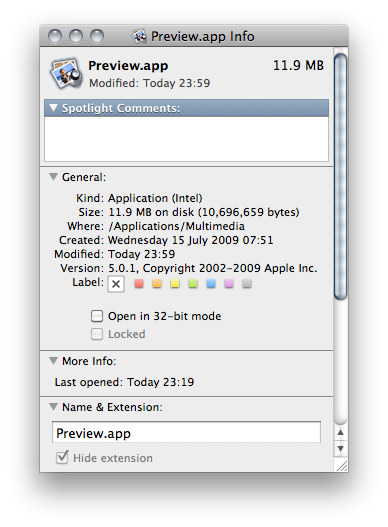 Preview.app Info
Preview.app 11.9 MB
Modified: Today 23:59
Spotlight Comments:
General:
Kind: Application (Intel)
Size: 11.9 MB on disk (10,696,659 bytes)
Where: /Applications/Multimedia
Created: Wednesday 15 July 2009 07:51
Modified: Today 23:59
Version: 5.0.1, Copyright 2002-2009 Apple Inc.
Label:
Open in 32-bit mode
Locked
More Info:
Last opened: Today 23:19
Name & Extension:
Preview.app
Hide extension